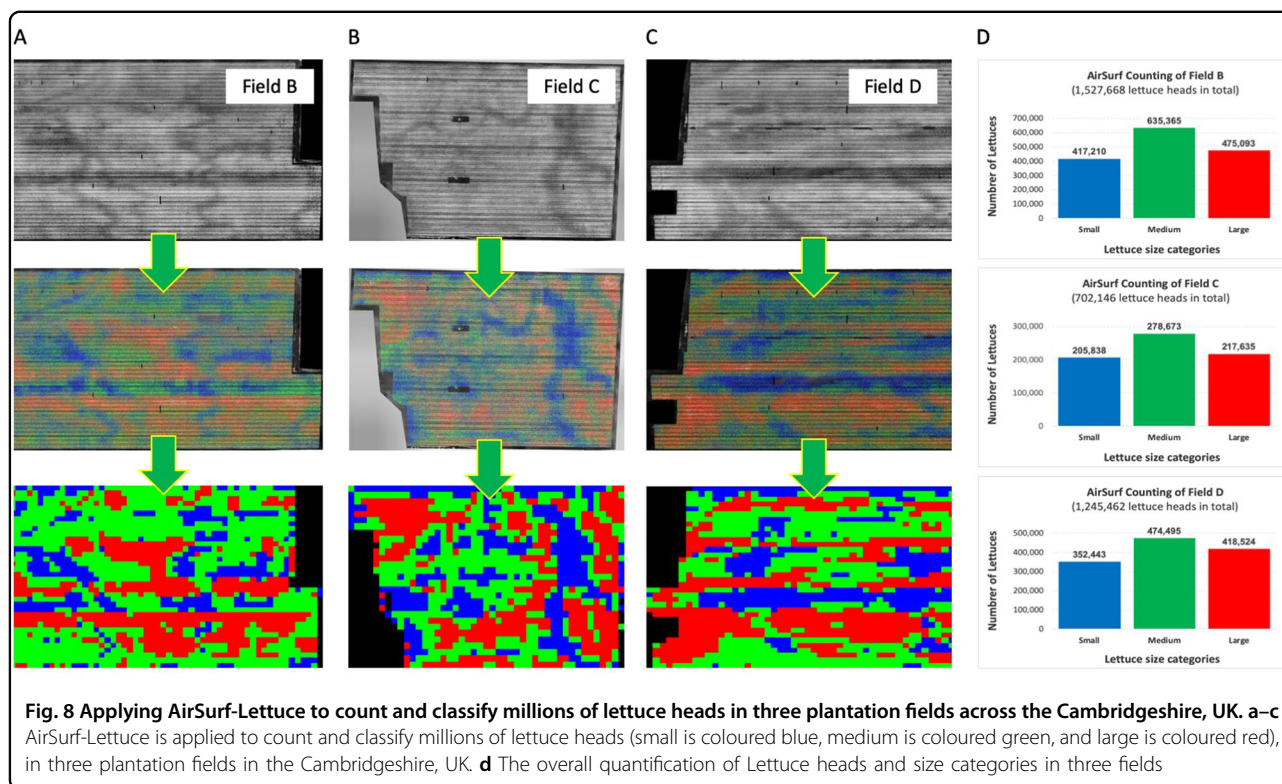 A
B
C
D
Field B
Field C
Field D
AirSurf Counting of Field B
(1,527,668 lettuce heads in total)
Numbrer of Lettuces
700,000
600,000
500,000
400,000
300,000
200,000
100,000
0
417,210
635,365
475,093
Small Medium Large
Lettuce size categories
AirSurf Counting of Field C
(702,146 lettuce heads in total)
Numbrer of Lettuces
300,000
200,000
100,000
0
205,838
278,673
217,635
Small Medium Large
Lettuce size categories
AirSurf Counting of Field D
(1,245,462 lettuce heads in total)
Numbrer of Lettuces
500,000
400,000
300,000
200,000
100,000
0
352,443
474,495
418,524
Small Medium Large
Lettuce size categories
Fig. 8 Applying AirSurf-Lettuce to count and classify millions of lettuce heads in three plantation fields across the Cambridgeshire, UK. a–c
AirSurf-Lettuce is applied to count and classify millions of lettuce heads (small is coloured blue, medium is coloured green, and large is coloured red),
in three plantation fields in the Cambridgeshire, UK. d The overall quantification of Lettuce heads and size categories in three fields